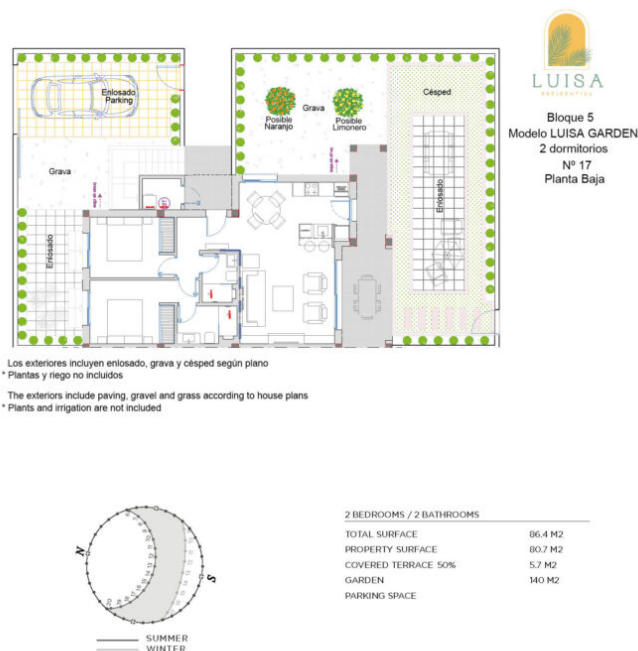 LUISA
RESIDENTIAL
Bloque 5
Modelo LUISA GARDEN
2 dormitorios
Nº 17
Planta Baja
Enlosado
Parking
Grava
Enlosado
Grava
Posible
Naranjo
Posible
Limonero
Césped
Enlosado
Los exteriores incluyen enlosado, grava y césped según plano
* Plantas y riego no incluidos
The exteriors include paving, gravel and grass according to house plans
* Plants and irrigation are not included
N
S
SUMMER
WINTER
2 BEDROOMS / 2 BATHROOMS
TOTAL SURFACE 86.4 M2
PROPERTY SURFACE 80.7 M2
COVERED TERRACE 50% 5.7 M2
GARDEN 140 M2
PARKING SPACE